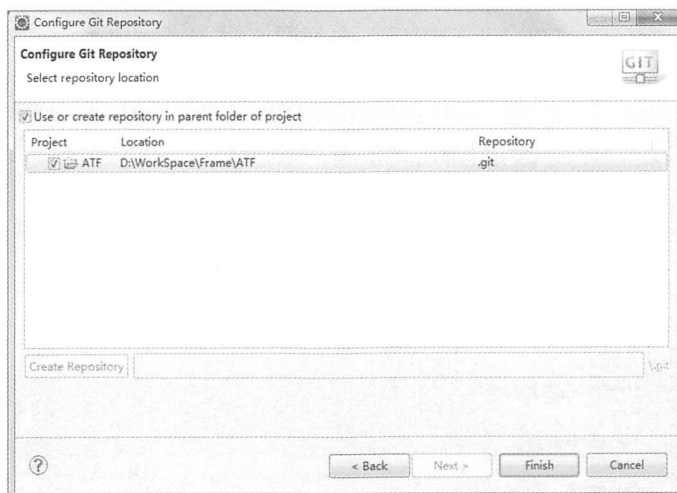 Configure Git Repository
Configure Git Repository
Select repository location
GIT
Use or create repository in parent folder of project
Project Location Repository
ATF D:\WorkSpace\Frame\ATF .git
Create Repository \.git
?
< Back Next > Finish Cancel